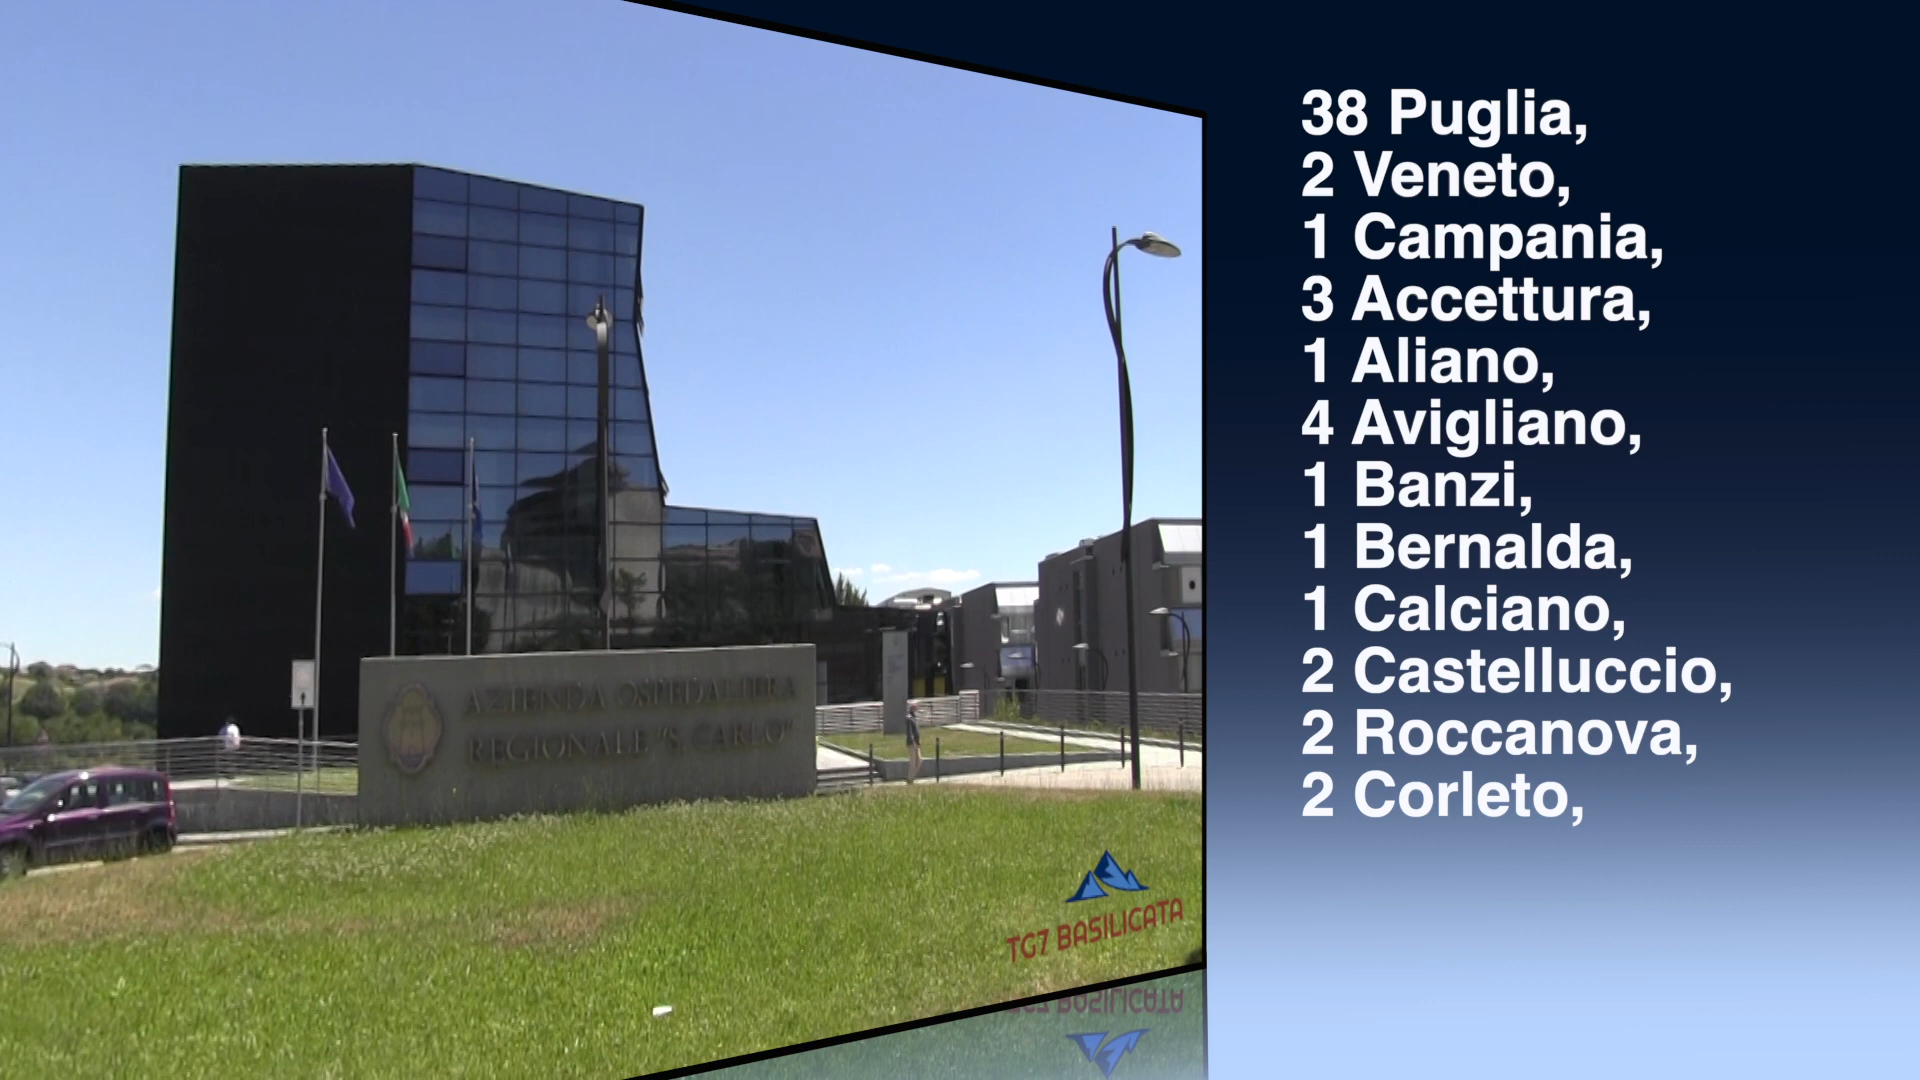 38 Puglia,
2 Veneto,
1 Campania,
3 Accettura,
1 Aliano,
4 Avigliano,
1 Banzi,
1 Bernalda,
1 Calciano,
2 Castelluccio,
2 Roccanova,
2 Corleto,
AZIENDA OSPEDALIERA
REGIONALE "S. CARLO"
TG7 BASILICATA